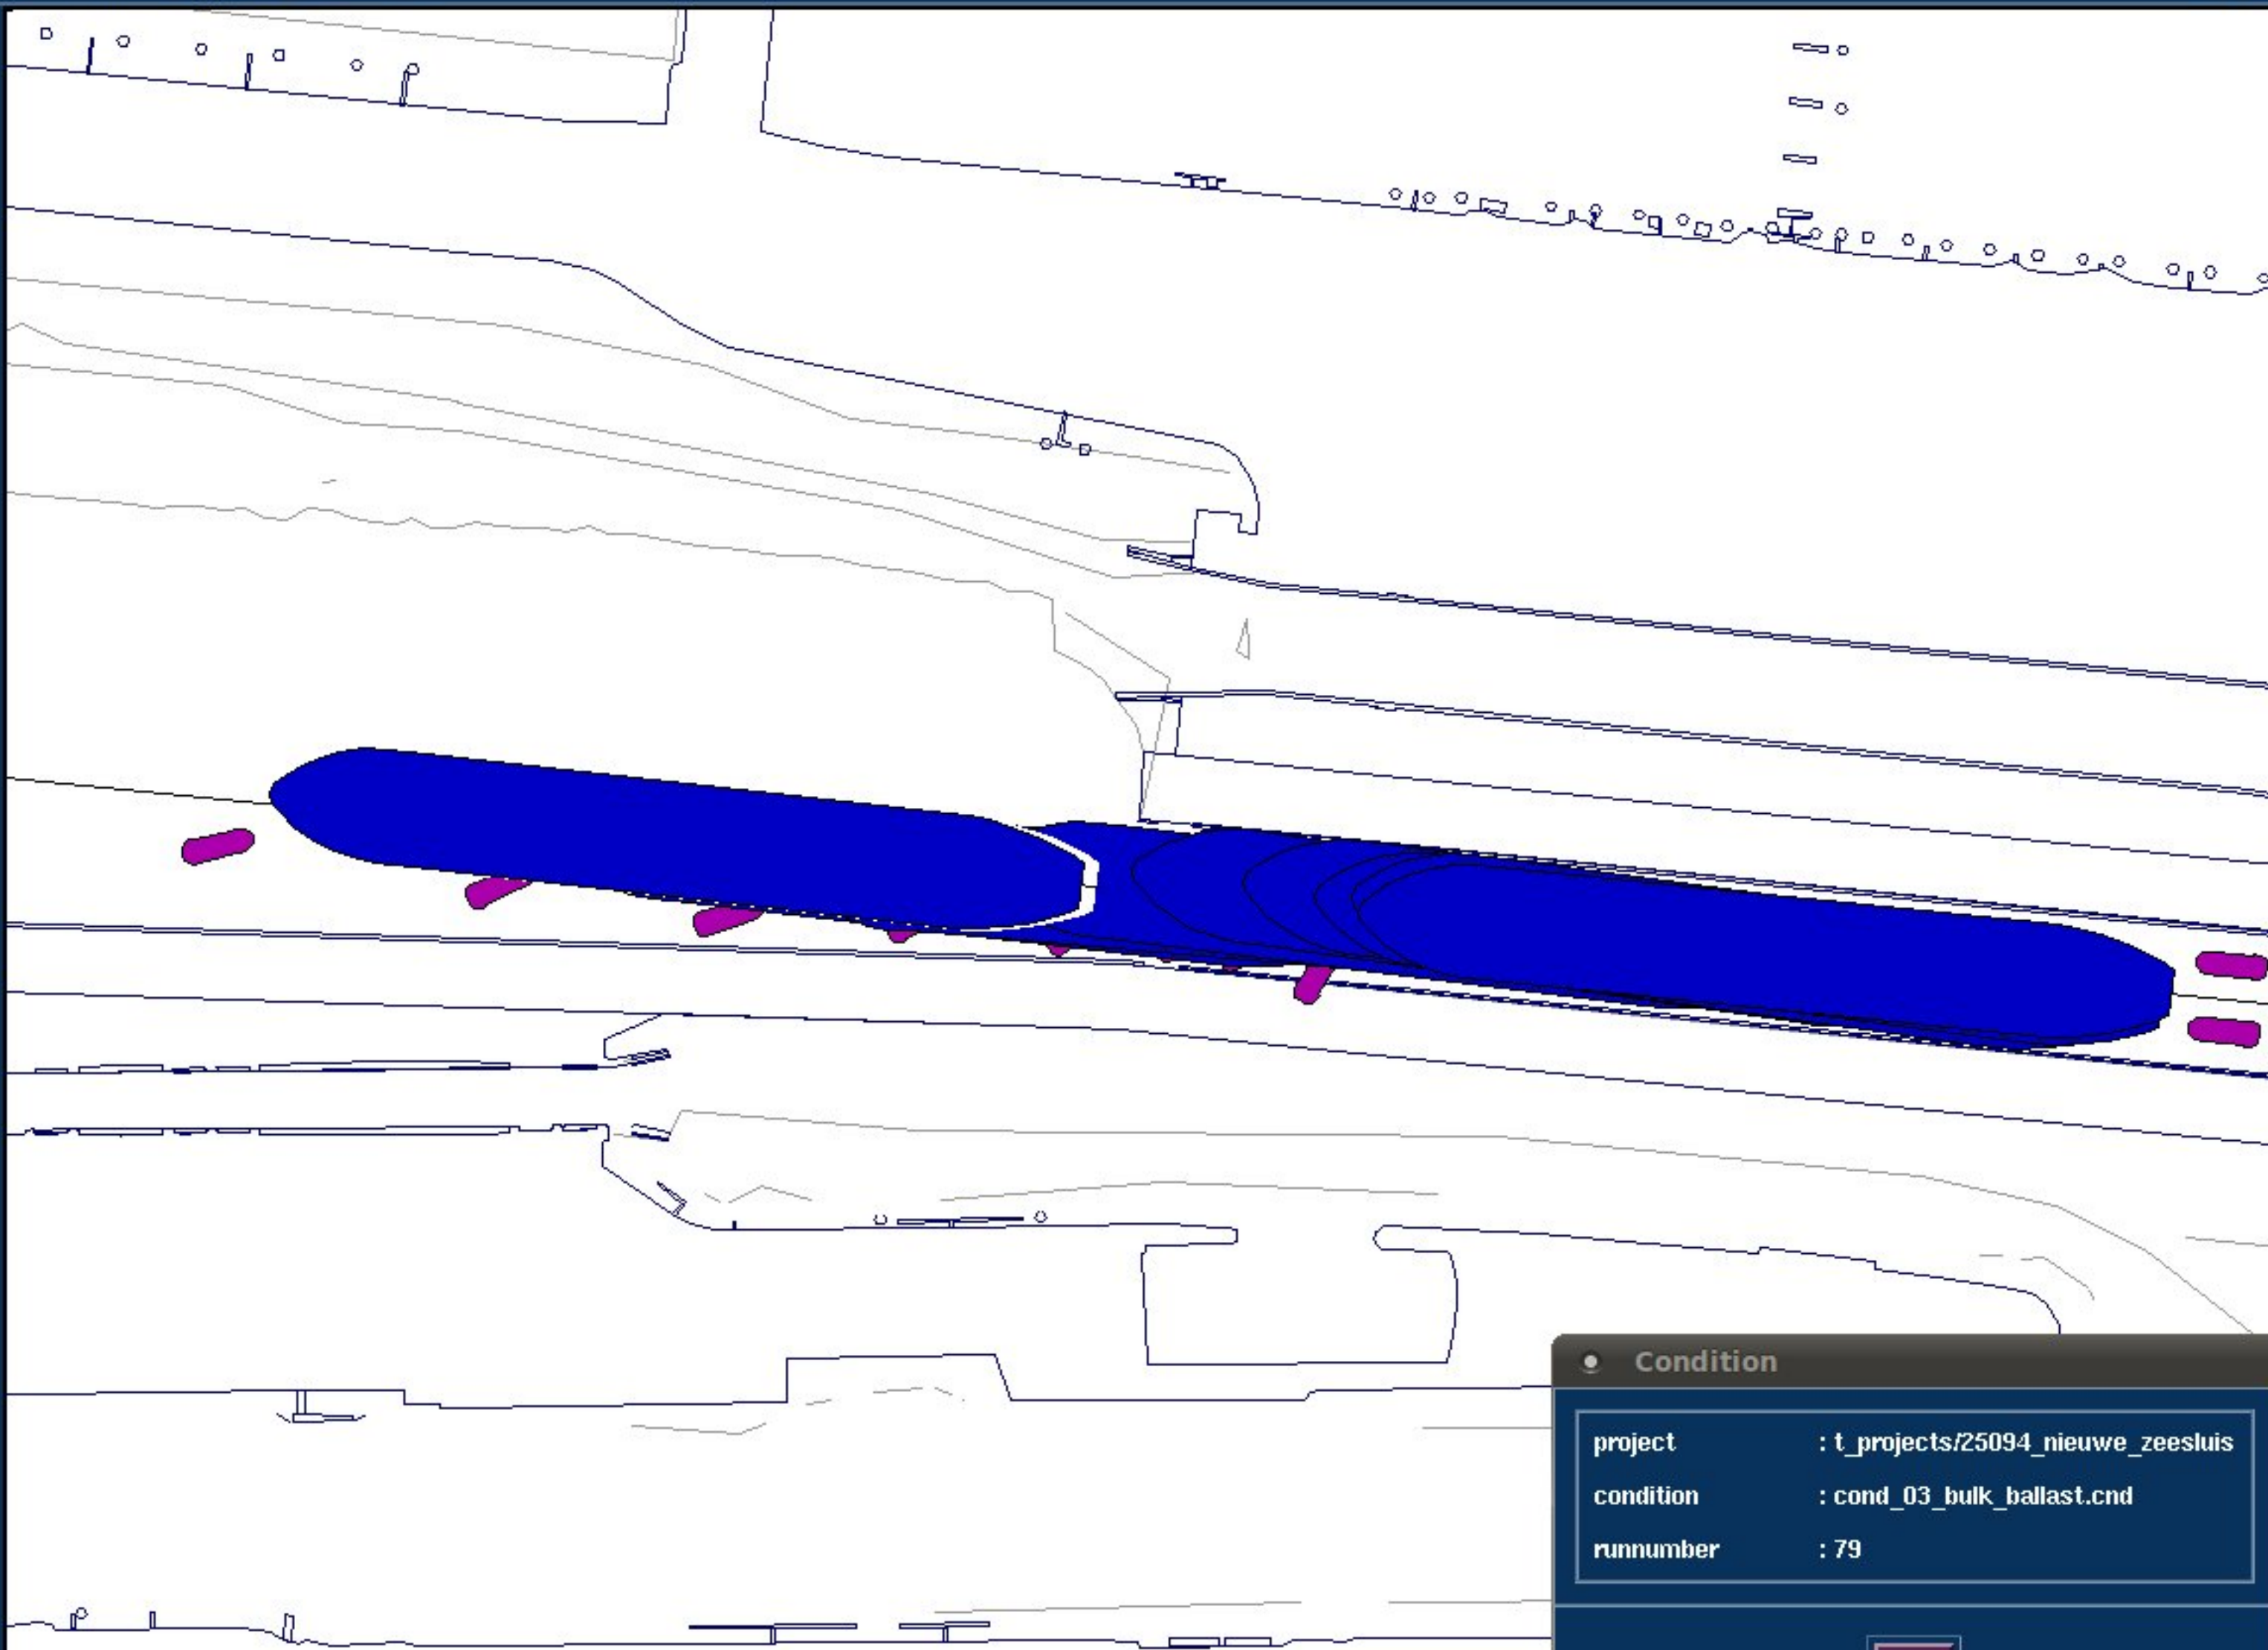 Condition
project : t_projects/25094_nieuwe_zeesluis
condition : cond_03_bulk_ballast.cnd
runnumber : 79